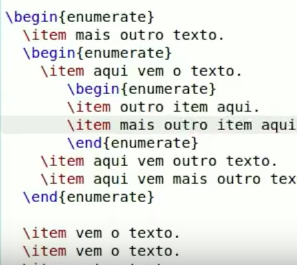 \begin{enumerate}
\item mais outro texto.
\begin{enumerate}
\item aqui vem o texto.
\begin{enumerate}
\item outro item aqui.
\item mais outro item aqui
\end{enumerate}
\item aqui vem outro texto.
\item aqui vem mais outro tex
\end{enumerate}
\item vem o texto.
\item vem o texto.